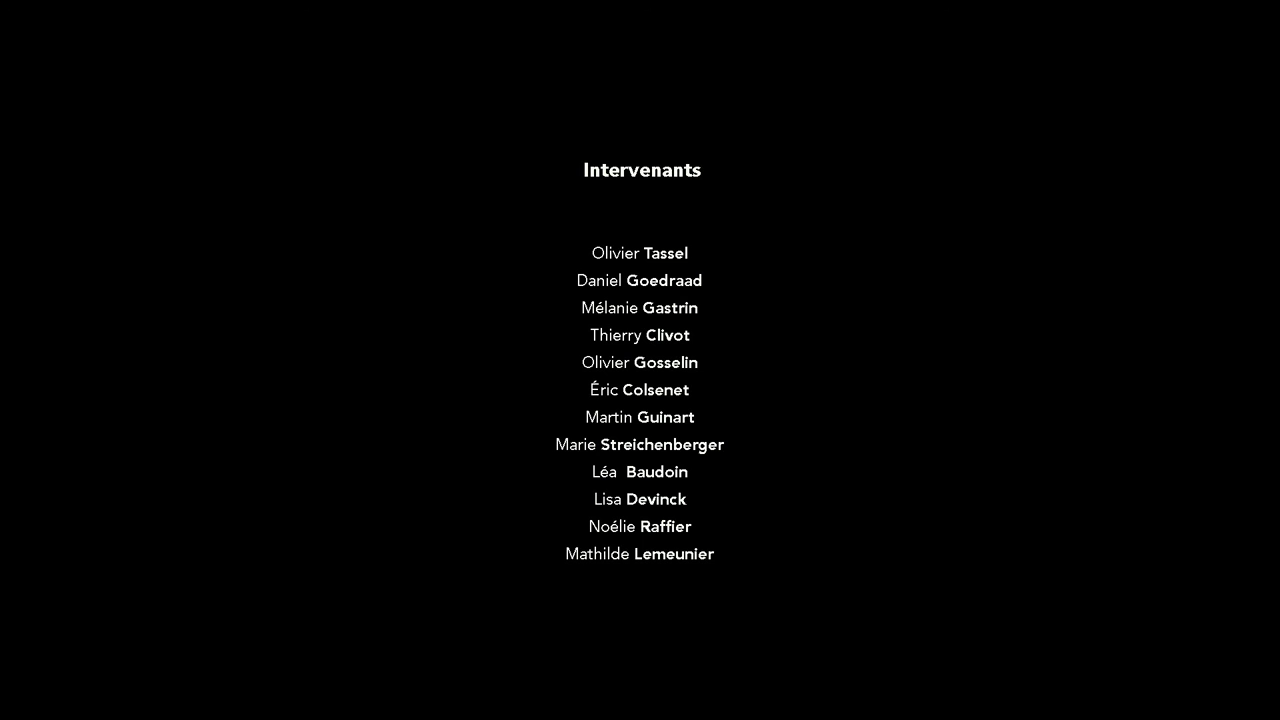 Intervenants
Olivier Tassel
Daniel Goedraad
Mélanie Gastrin
Thierry Clivot
Olivier Gosselin
Éric Colsenet
Martin Guinart
Marie Streichenberger
Léa Baudoin
Lisa Devinck
Noélie Raffier
Mathilde Lemeunier